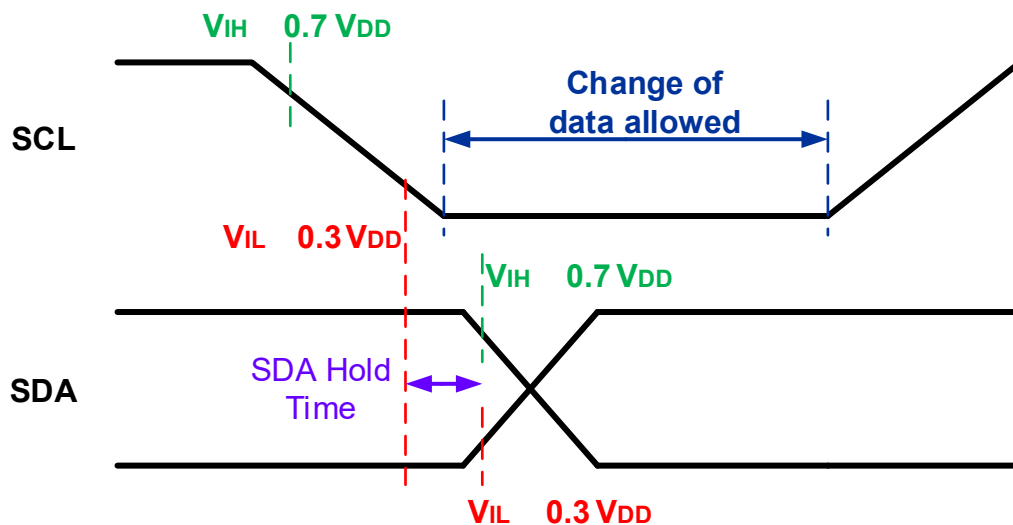 VIH 0.7 VDD
Change of
data allowed
SCL
VIL 0.3 VDD
VIH 0.7 VDD
SDA Hold
Time
SDA
VIL 0.3 VDD